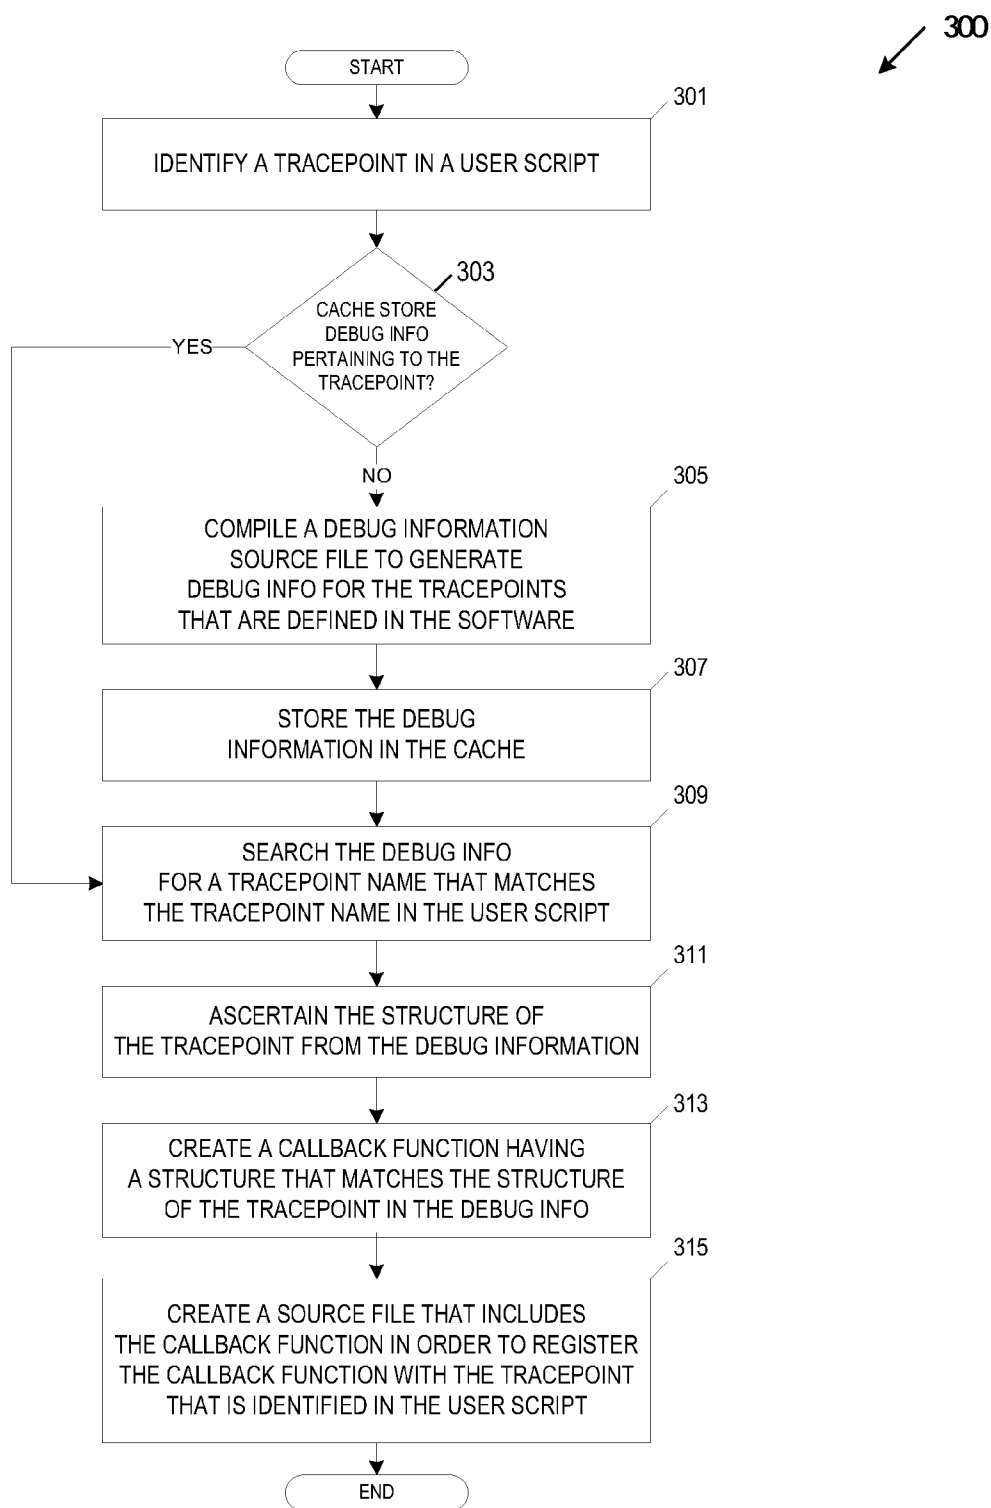 300
START
301
IDENTIFY A TRACEPOINT IN A USER SCRIPT
303
CACHE STORE
DEBUG INFO
PERTAINING TO THE
TRACEPOINT?
YES
NO
305
COMPILE A DEBUG INFORMATION
SOURCE FILE TO GENERATE
DEBUG INFO FOR THE TRACEPOINTS
THAT ARE DEFINED IN THE SOFTWARE
307
STORE THE DEBUG
INFORMATION IN THE CACHE
309
SEARCH THE DEBUG INFO
FOR A TRACEPOINT NAME THAT MATCHES
THE TRACEPOINT NAME IN THE USER SCRIPT
311
ASCERTAIN THE STRUCTURE OF
THE TRACEPOINT FROM THE DEBUG INFORMATION
313
CREATE A CALLBACK FUNCTION HAVING
A STRUCTURE THAT MATCHES THE STRUCTURE
OF THE TRACEPOINT IN THE DEBUG INFO
315
CREATE A SOURCE FILE THAT INCLUDES
THE CALLBACK FUNCTION IN ORDER TO REGISTER
THE CALLBACK FUNCTION WITH THE TRACEPOINT
THAT IS IDENTIFIED IN THE USER SCRIPT
END